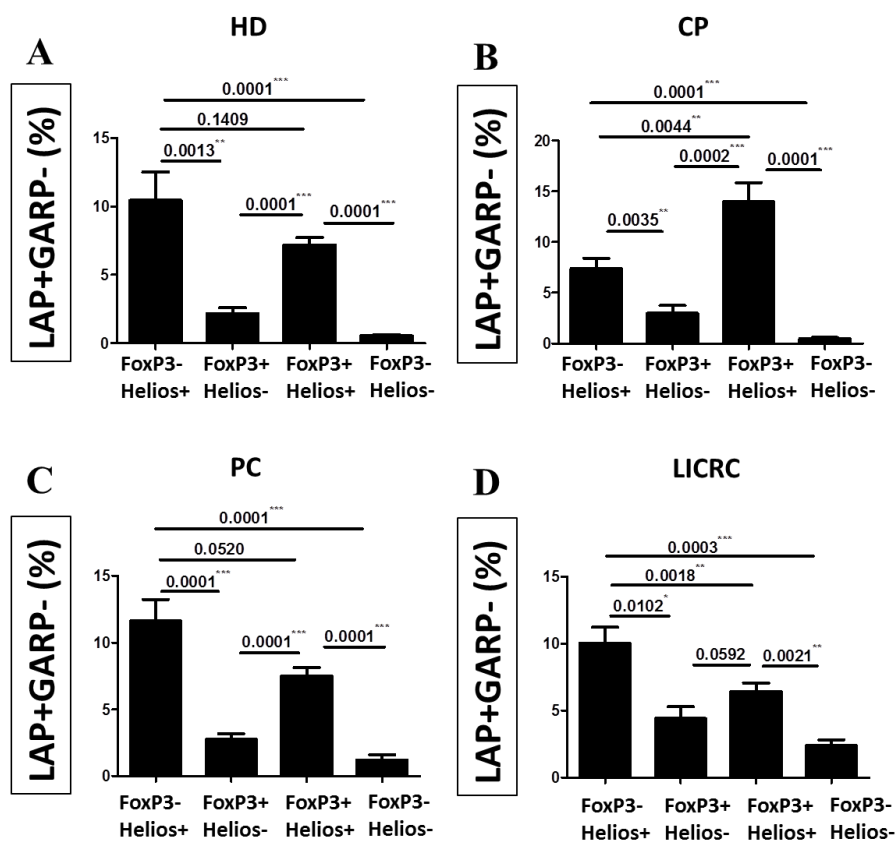 A
HD
LAP+GARP- (%)
0.0001***
0.1409
0.0013**
0.0001***
0.0001***
15
10
5
0
FoxP3- FoxP3+ FoxP3+ FoxP3-
Helios+ Helios- Helios+ Helios-
B
CP
LAP+GARP- (%)
0.0001***
0.0044**
0.0002***
0.0001***
0.0035**
20
15
10
5
0
FoxP3- FoxP3+ FoxP3+ FoxP3-
Helios+ Helios- Helios+ Helios-
C
PC
LAP+GARP- (%)
0.0001***
0.0520
0.0001***
0.0001***
0.0001***
15
10
5
0
FoxP3- FoxP3+ FoxP3+ FoxP3-
Helios+ Helios- Helios+ Helios-
D
LICRC
LAP+GARP- (%)
0.0003***
0.0018**
0.0102*
0.0592
0.0021**
15
10
5
0
FoxP3- FoxP3+ FoxP3+ FoxP3-
Helios+ Helios- Helios+ Helios-